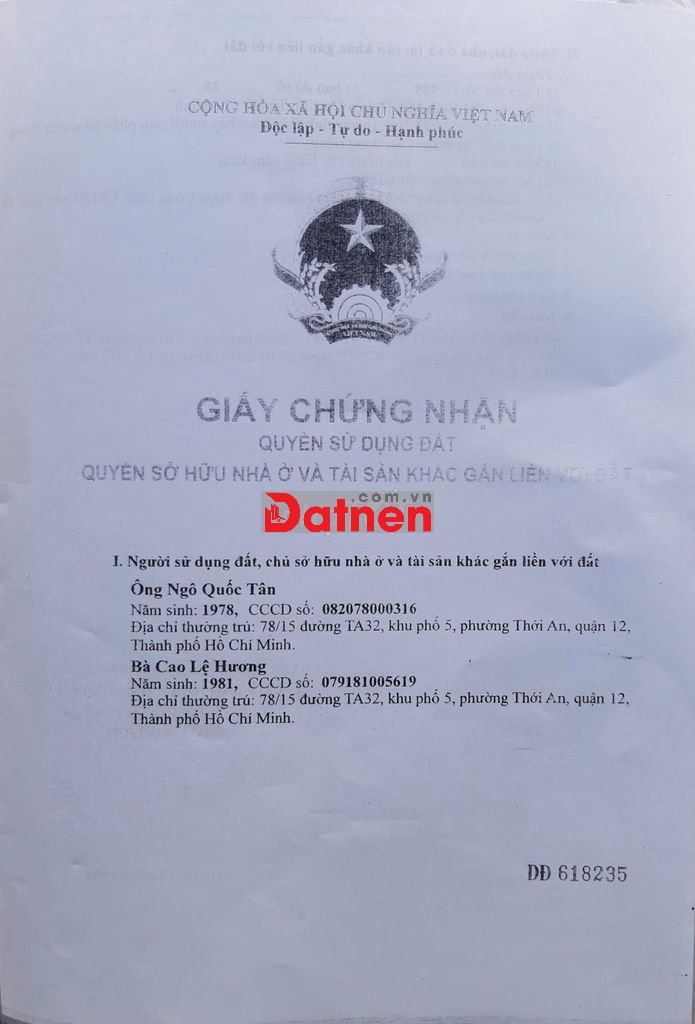 CỘNG HÒA XÃ HỘI CHỦ NGHĨA VIỆT NAM
Độc lập - Tự do - Hạnh phúc
VIỆT NAM
GIẤY CHỨNG NHẬN
QUYỀN SỬ DỤNG ĐẤT
QUYỀN SỞ HỮU NHÀ Ở VÀ TÀI SẢN KHÁC GẮN LIỀN VỚI ĐẤT
.com.vn
Datnen
I. Người sử dụng đất, chủ sở hữu nhà ở và tài sản khác gắn liền với đất
Ông Ngô Quốc Tân
Năm sinh: 1978, CCCD số: 082078000316
Địa chỉ thường trú: 78/15 đường TA32, khu phố 5, phường Thới An, quận 12,
Thành phố Hồ Chí Minh.
Bà Cao Lệ Hương
Năm sinh: 1981, CCCD số: 079181005619
Địa chỉ thường trú: 78/15 đường TA32, khu phố 5, phường Thới An, quận 12,
Thành phố Hồ Chí Minh.
DĐ 618235